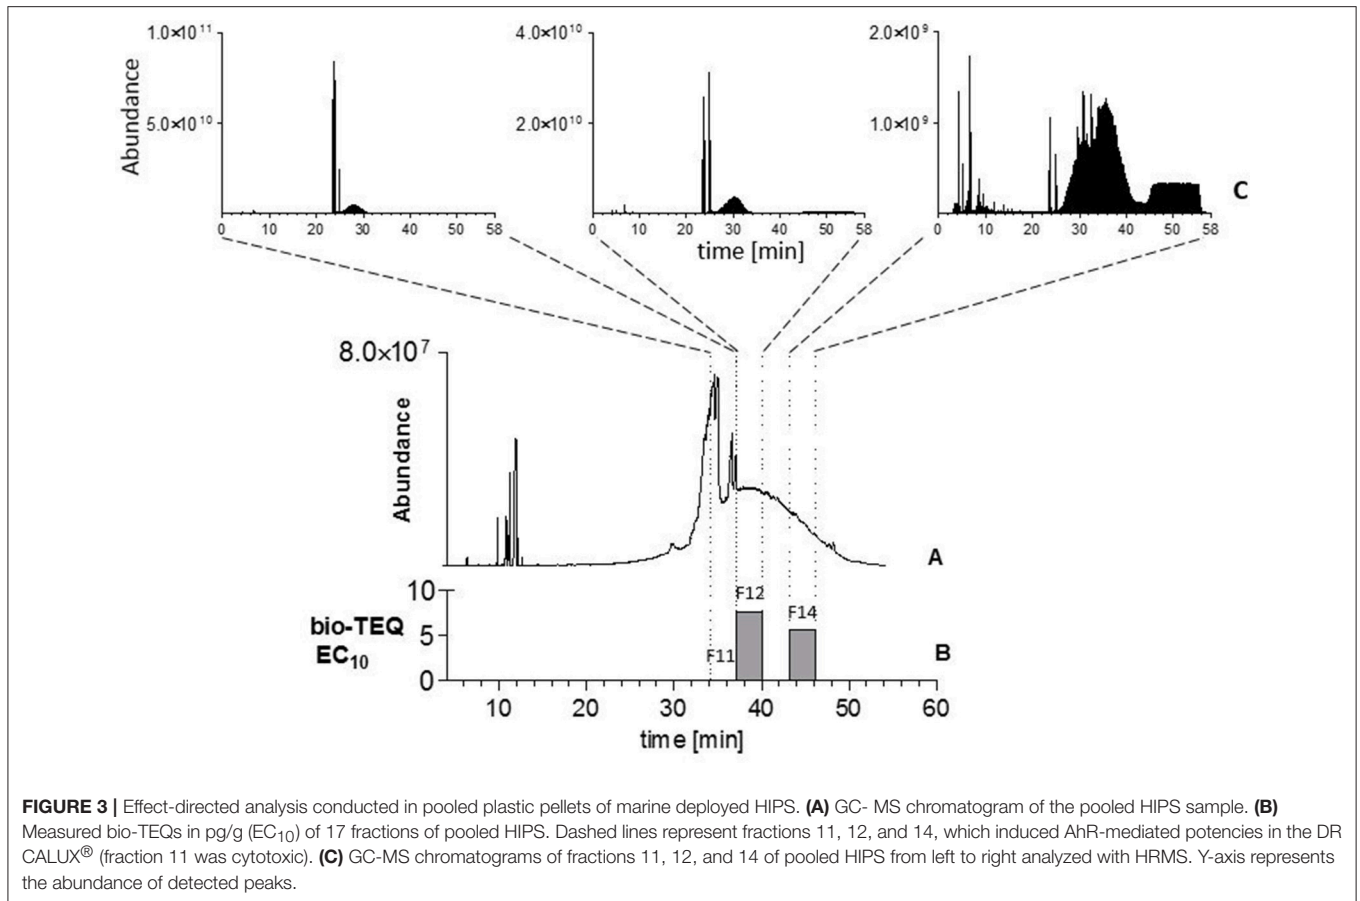 1.0×10¹¹
5.0×10¹⁰
Abundance
0 10 20 30 40 50 58
4.0×10¹⁰
2.0×10¹⁰
0 10 20 30 40 50 58
time [min]
2.0×10⁹
1.0×10⁹
0 10 20 30 40 50 58
C
8.0×10⁷
Abundance
A
10
5
0
bio-TEQ
EC₁₀
F11
F12
F14
B
10 20 30 40 50 60
time [min]
FIGURE 3 | Effect-directed analysis conducted in pooled plastic pellets of marine deployed HIPS. (A) GC- MS chromatogram of the pooled HIPS sample. (B)
Measured bio-TEQs in pg/g (EC₁₀) of 17 fractions of pooled HIPS. Dashed lines represent fractions 11, 12, and 14, which induced AhR-mediated potencies in the DR
CALUX® (fraction 11 was cytotoxic). (C) GC-MS chromatograms of fractions 11, 12, and 14 of pooled HIPS from left to right analyzed with HRMS. Y-axis represents
the abundance of detected peaks.